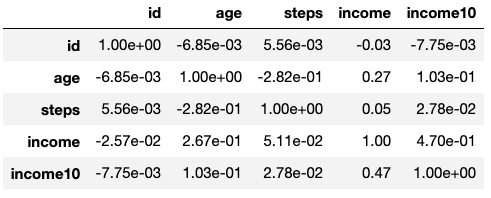 id age steps income income10
id 1.00e+00 -6.85e-03 5.56e-03 -0.03 -7.75e-03
age -6.85e-03 1.00e+00 -2.82e-01 0.27 1.03e-01
steps 5.56e-03 -2.82e-01 1.00e+00 0.05 2.78e-02
income -2.57e-02 2.67e-01 5.11e-02 1.00 4.70e-01
income10 -7.75e-03 1.03e-01 2.78e-02 0.47 1.00e+00